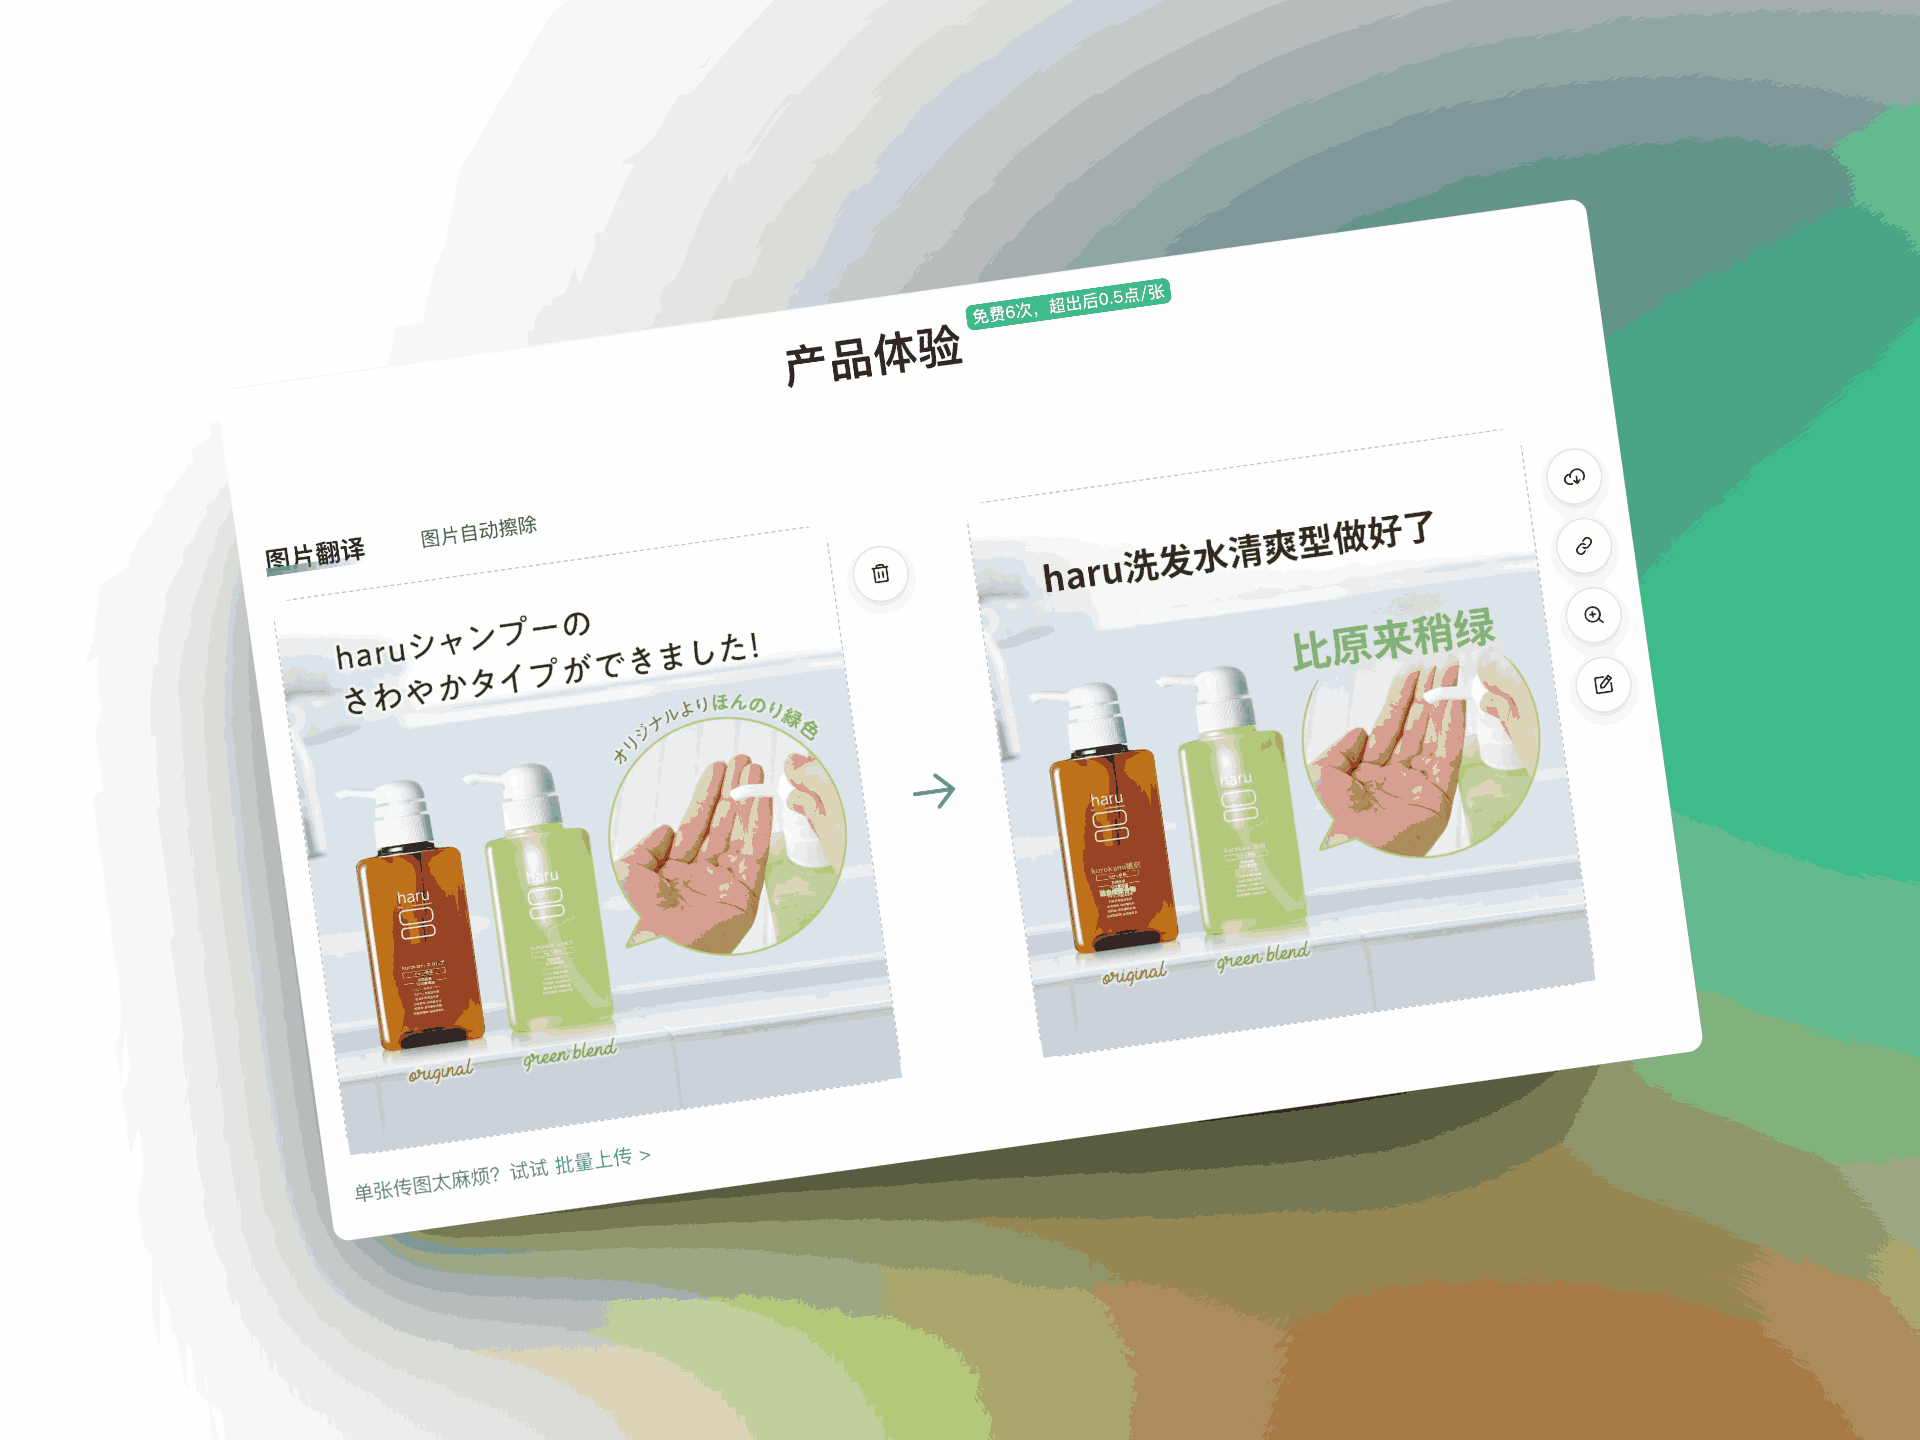 免费6次，超出后0.5点/张
产品体验
图片翻译
图片自动擦除
haruシャンプーの
さわやかタイプができました!
オリジナルよりほんのり緑色
haru
haru
original
green blend
haru洗发水清爽型做好了
比原来稍绿
haru
haru
original
green blend
单张传图太麻烦？试试 批量上传 >